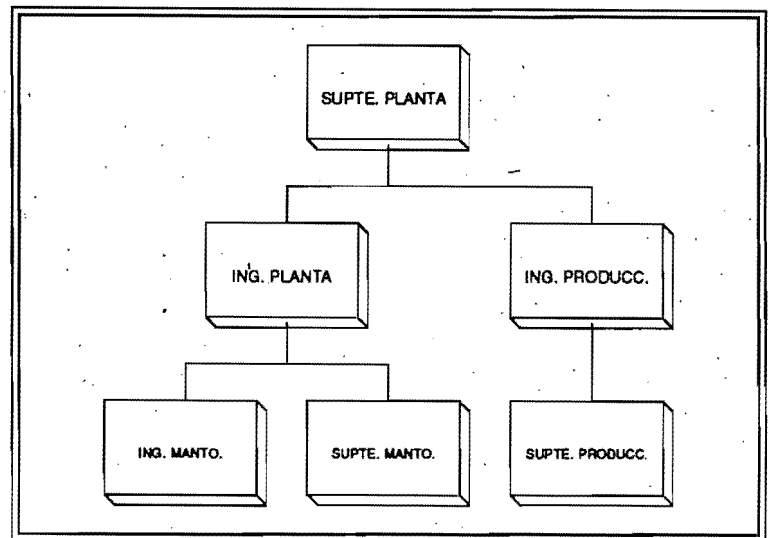 SUPTE. PLANTA
ING. PLANTA
ING. PRODUCC.
ING. MANTO.
SUPTE. MANTO.
SUPTE. PRODUCC.